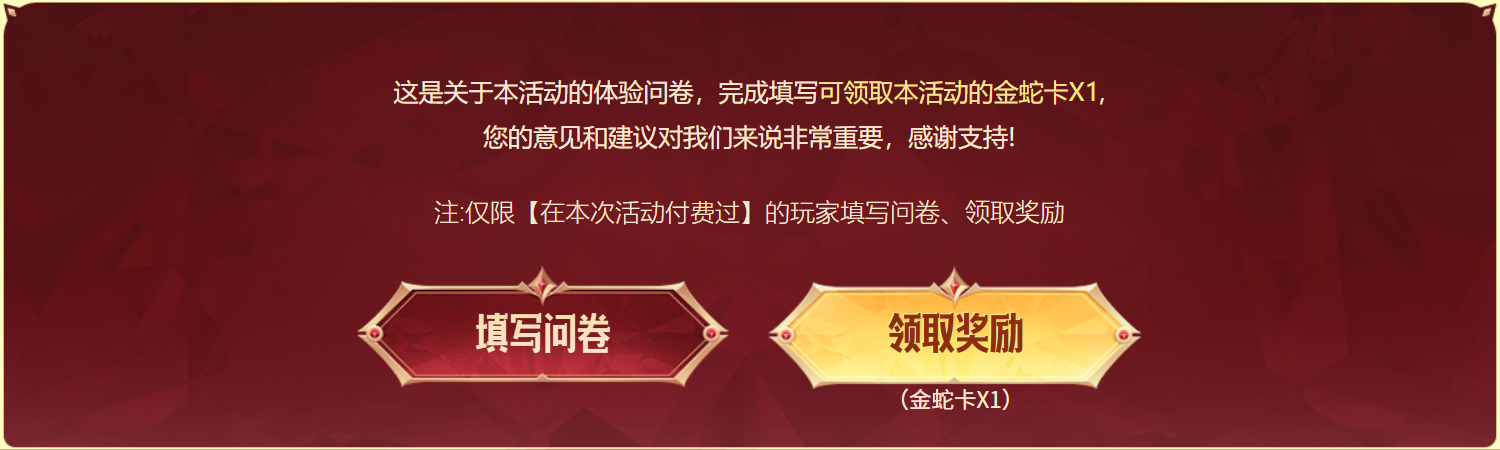 这是关于本活动的体验问卷，完成填写可领取本活动的金蛇卡X1,
您的意见和建议对我们来说非常重要，感谢支持!
注:仅限【在本次活动付费过】的玩家填写问卷、领取奖励
填写问卷
领取奖励
（金蛇卡X1）